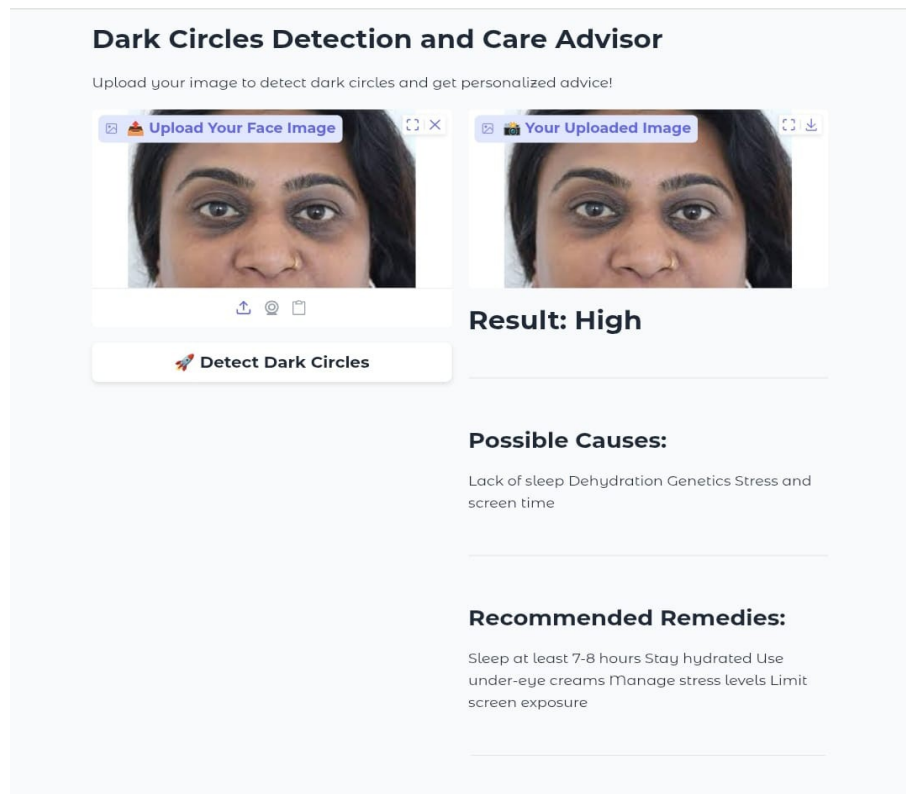 Dark Circles Detection and Care Advisor
Upload your image to detect dark circles and get personalized advice!
📤 Upload Your Face Image
📸 Your Uploaded Image
🚀 Detect Dark Circles
Result: High
Possible Causes:
Lack of sleep Dehydration Genetics Stress and
screen time
Recommended Remedies:
Sleep at least 7-8 hours Stay hydrated Use
under-eye creams Manage stress levels Limit
screen exposure